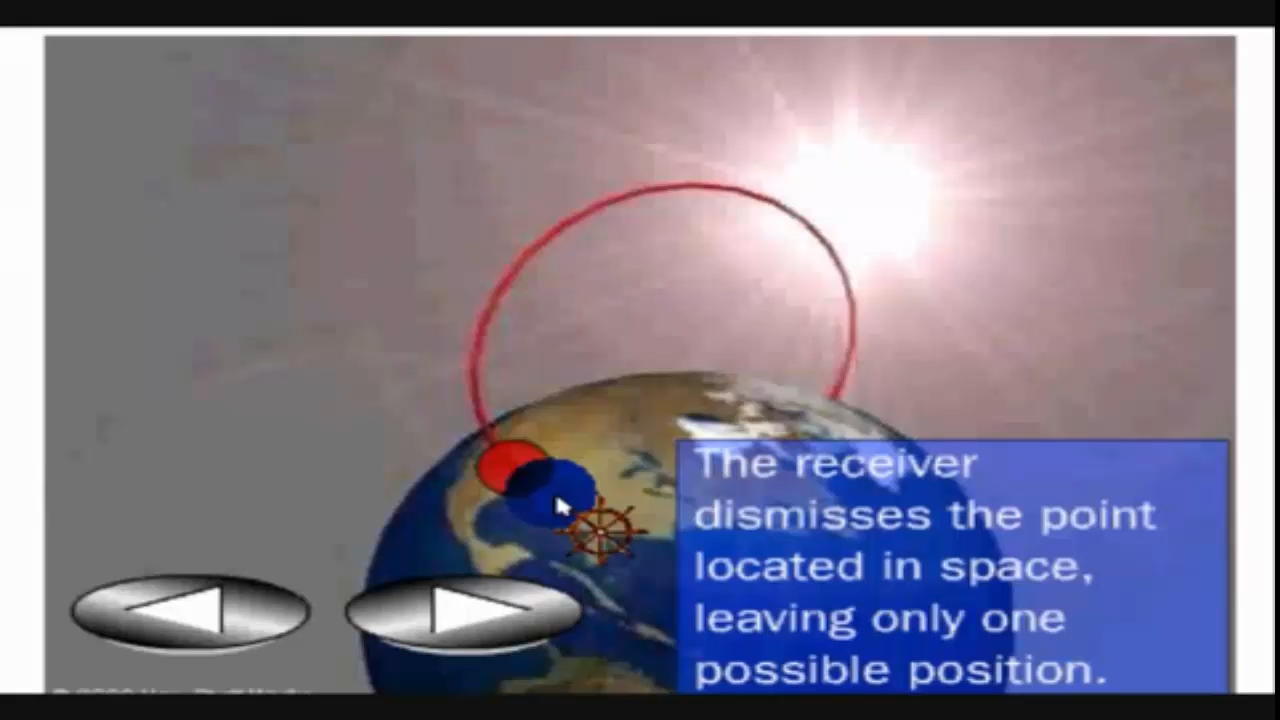 The receiver
dismisses the point
located in space,
leaving only one
possible position.